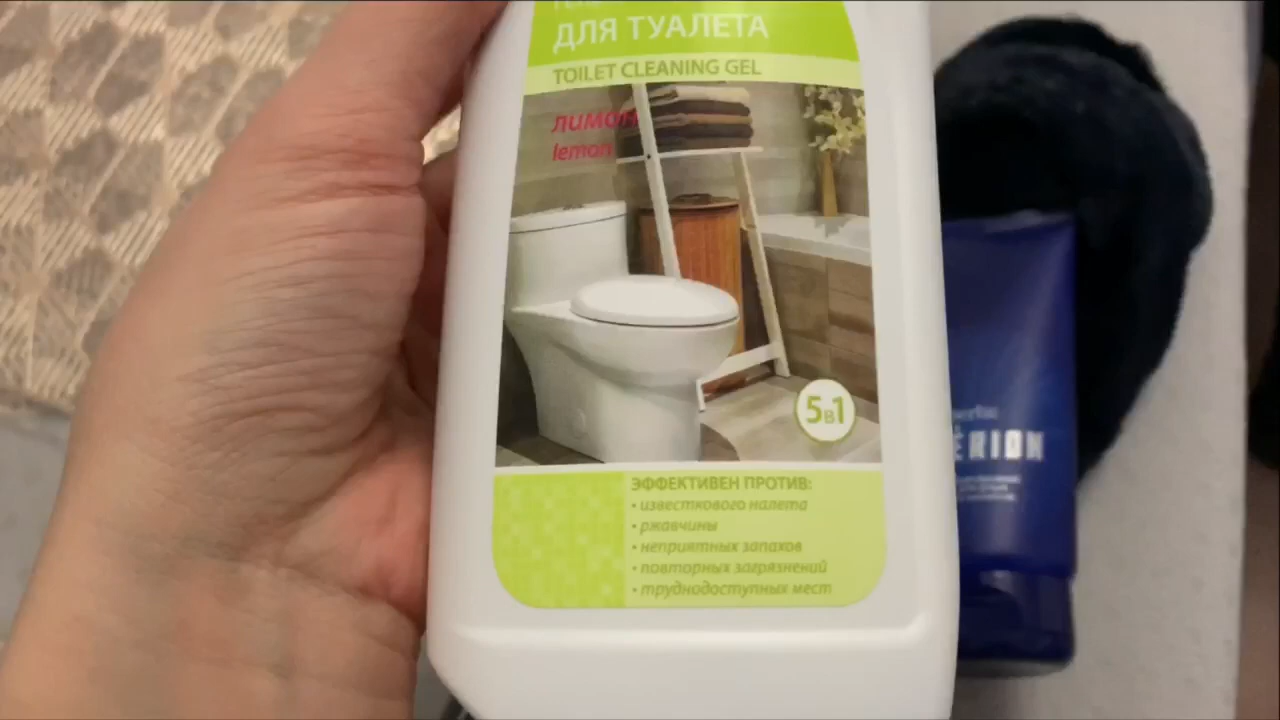 ДЛЯ ТУАЛЕТА
TOILET CLEANING GEL
ЛИМОН
lemon
5в1
ЭФФЕКТИВЕН ПРОТИВ:
• известкового налета
• ржавчины
• неприятных запахов
• повторных загрязнений
• труднодоступных мест
ERION